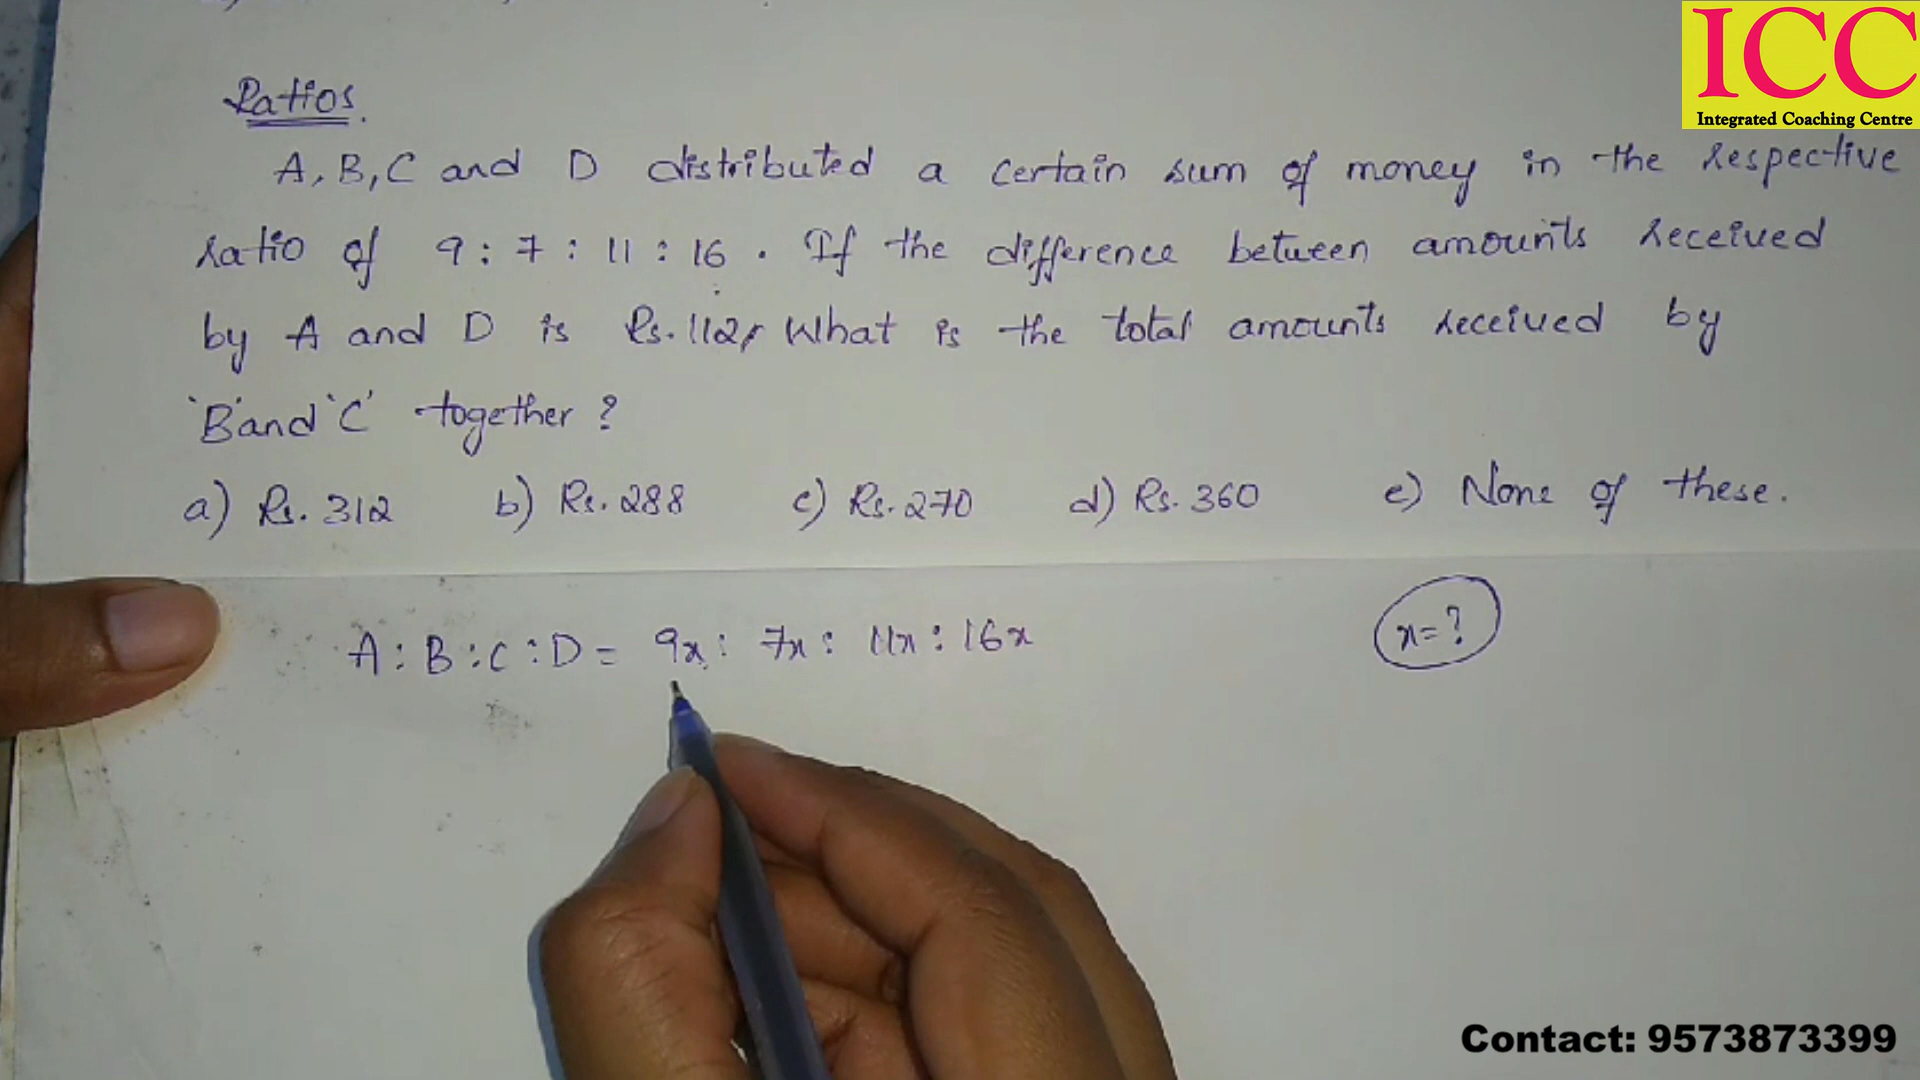 ICC
Integrated Coaching Centre
Ratios.
A, B, C and D distributed a certain sum of money in the respective
ratio of 9 : 7 : 11 : 16 . If the difference between amounts received
by A and D is Rs. 112, What is the total amounts received by
'B' and 'C' together ?
a) Rs. 312 b) Rs. 288 c) Rs. 270 d) Rs. 360 e) None of these.
x = ?
A : B : C : D = 9x : 7x : 11x : 16x
Contact: 9573873399